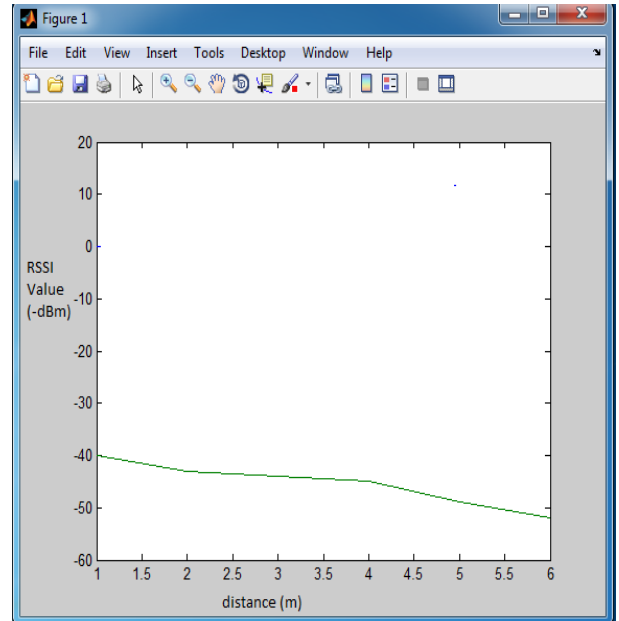 Figure 1
File Edit View Insert Tools Desktop Window Help
20
10
0
RSSI
Value
(-dBm)
-10
-20
-30
-40
-50
-60
1 1.5 2 2.5 3 3.5 4 4.5 5 5.5 6
distance (m)